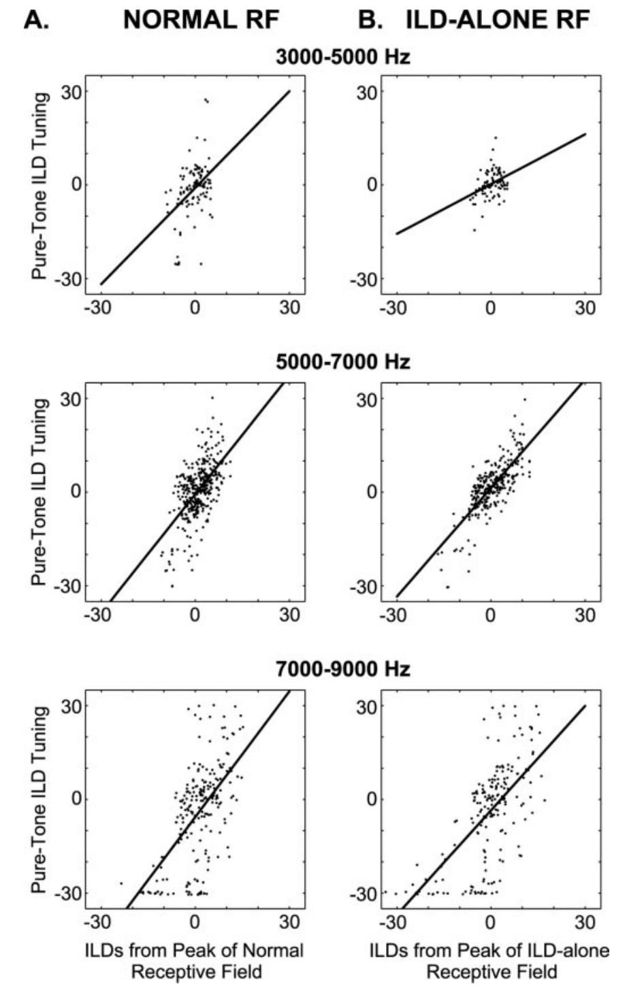 A. NORMAL RF B. ILD-ALONE RF
3000-5000 Hz
Pure-Tone ILD Tuning
30
0
-30
-30 0 30
30
0
-30
-30 0 30
5000-7000 Hz
Pure-Tone ILD Tuning
30
0
-30
-30 0 30
30
0
-30
-30 0 30
7000-9000 Hz
Pure-Tone ILD Tuning
30
0
-30
-30 0 30
30
0
-30
-30 0 30
ILDs from Peak of Normal
Receptive Field
ILDs from Peak of ILD-alone
Receptive Field